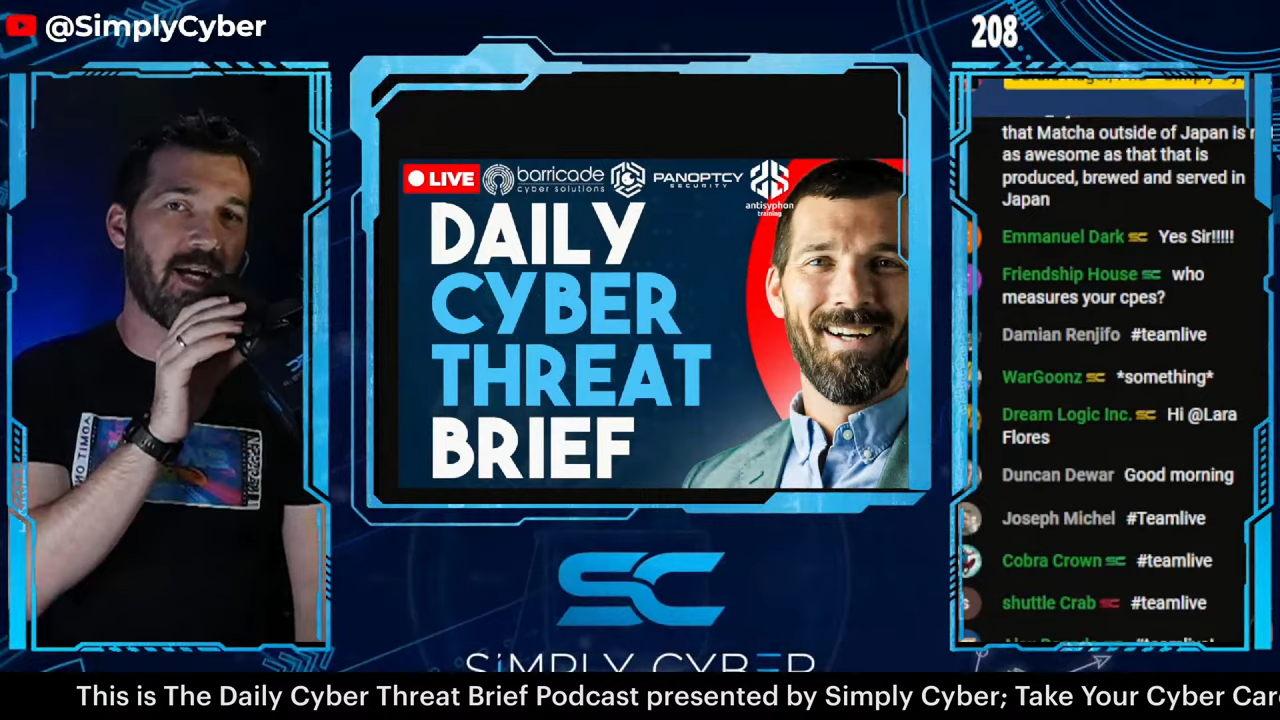 @SimplyCyber
208
LIVE
barricade
cyber solutions
PANOPTCY
SECURITY
antisyphon
training
DAILY
CYBER
THREAT
BRIEF
that Matcha outside of Japan is
as awesome as that that is
produced, brewed and served in
Japan
Emmanuel Dark Yes Sir!!!!!
Friendship House who
measures your cpes?
Damian Renjifo #teamlive
WarGoonz *something*
Dream Logic Inc. Hi @Lara
Flores
Duncan Dewar Good morning
Joseph Michel #Teamlive
Cobra Crown #teamlive
shuttle Crab #teamlive
SC
SIMPLY CYBER
This is The Daily Cyber Threat Brief Podcast presented by Simply Cyber; Take Your Cyber Car